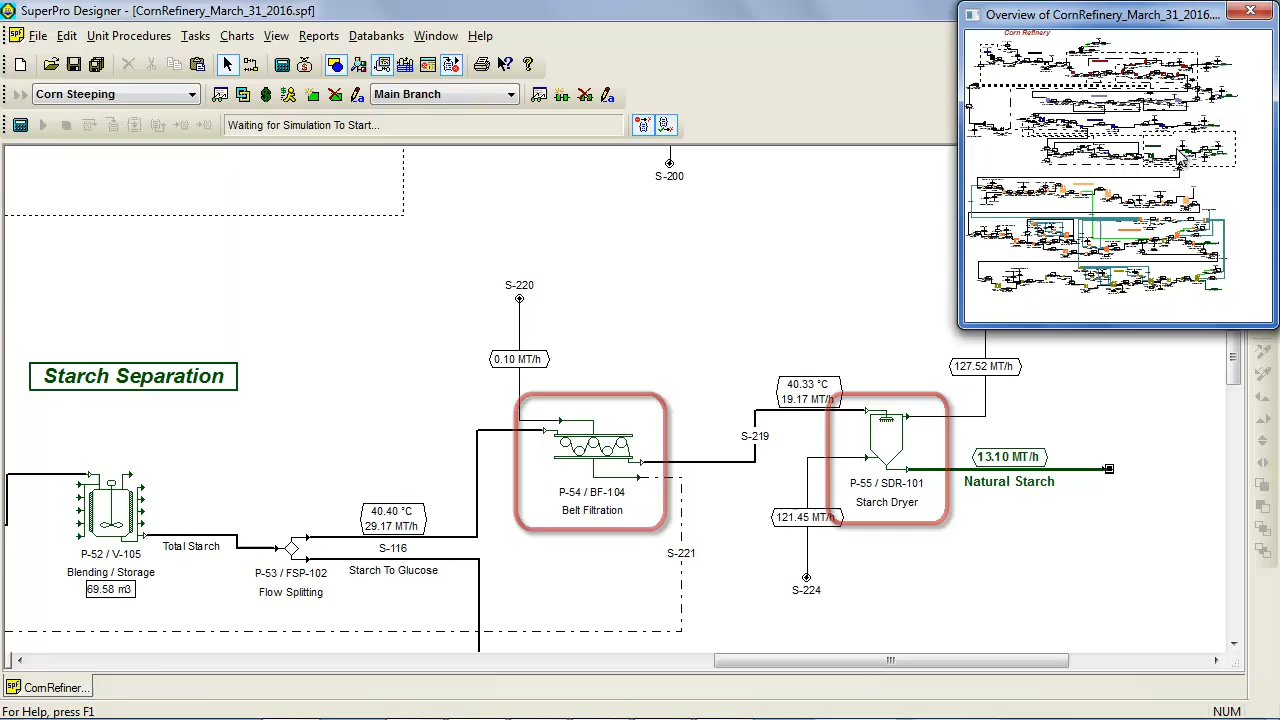 SuperPro Designer - [CornRefinery_March_31_2016.spf]
Overview of CornRefinery_March_31_2016....
File Edit Unit Procedures Tasks Charts View Reports Databanks Window Help
Corn Refinery
Corn Steeping
Main Branch
Waiting for Simulation To Start...
S-200
S-220
0.10 MT/h
127.52 MT/h
Starch Separation
40.33 °C
19.17 MT/h
S-219
13.10 MT/h
Natural Starch
P-54 / BF-104
Belt Filtration
P-55 / SDR-101
Starch Dryer
40.40 °C
29.17 MT/h
S-116
121.45 MT/h
Total Starch
P-52 / V-105
Blending / Storage
69.58 m3
P-53 / FSP-102
Flow Splitting
Starch To Glucose
S-221
S-224
CornRefiner...
For Help, press F1
NUM